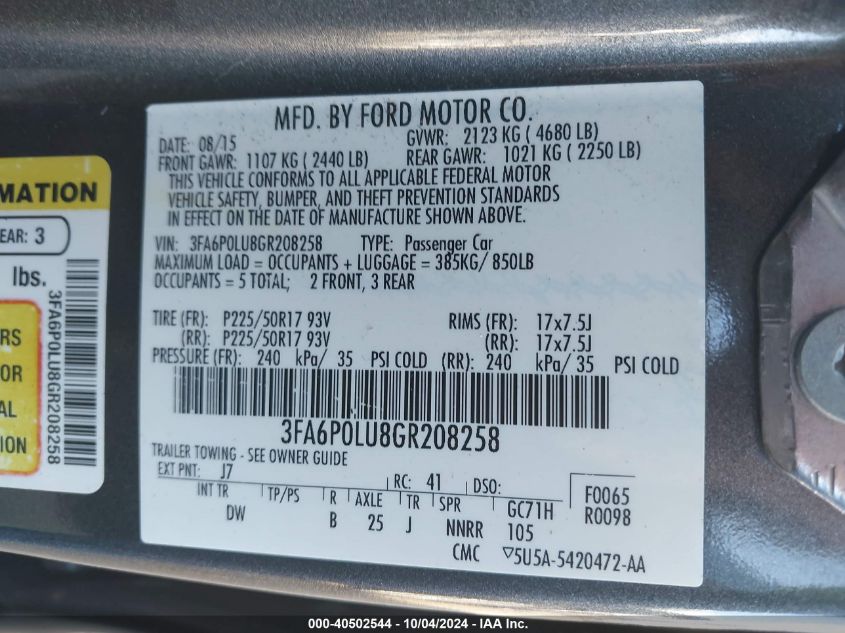 MFD. BY FORD MOTOR CO.
DATE: 08/15 GVWR: 2123 KG ( 4680 LB)
FRONT GAWR: 1107 KG ( 2440 LB) REAR GAWR: 1021 KG ( 2250 LB)
THIS VEHICLE CONFORMS TO ALL APPLICABLE FEDERAL MOTOR
VEHICLE SAFETY, BUMPER, AND THEFT PREVENTION STANDARDS
IN EFFECT ON THE DATE OF MANUFACTURE SHOWN ABOVE.
VIN: 3FA6P0LU8GR208258 TYPE: Passenger Car
MAXIMUM LOAD = OCCUPANTS + LUGGAGE = 385KG/ 850LB
OCCUPANTS = 5 TOTAL; 2 FRONT, 3 REAR
TIRE (FR): P225/50R17 93V RIMS (FR): 17x7.5J
(RR): P225/50R17 93V (RR): 17x7.5J
PRESSURE (FR): 240 kPa/ 35 PSI COLD (RR): 240 kPa/ 35 PSI COLD
3FA6P0LU8GR208258
TRAILER TOWING - SEE OWNER GUIDE
EXT PNT: J7 RC: 41 DSO: F0065
INT TR TP/PS R AXLE TR SPR GC71H R0098
DW B 25 J NNRR 105
CMC ▽5U5A-5420472-AA
MATION
EAR: 3
lbs.
3FA6P0LU8GR208258
RS
OR
AL
ION
000-40502544 - 10/04/2024 - IAA Inc.